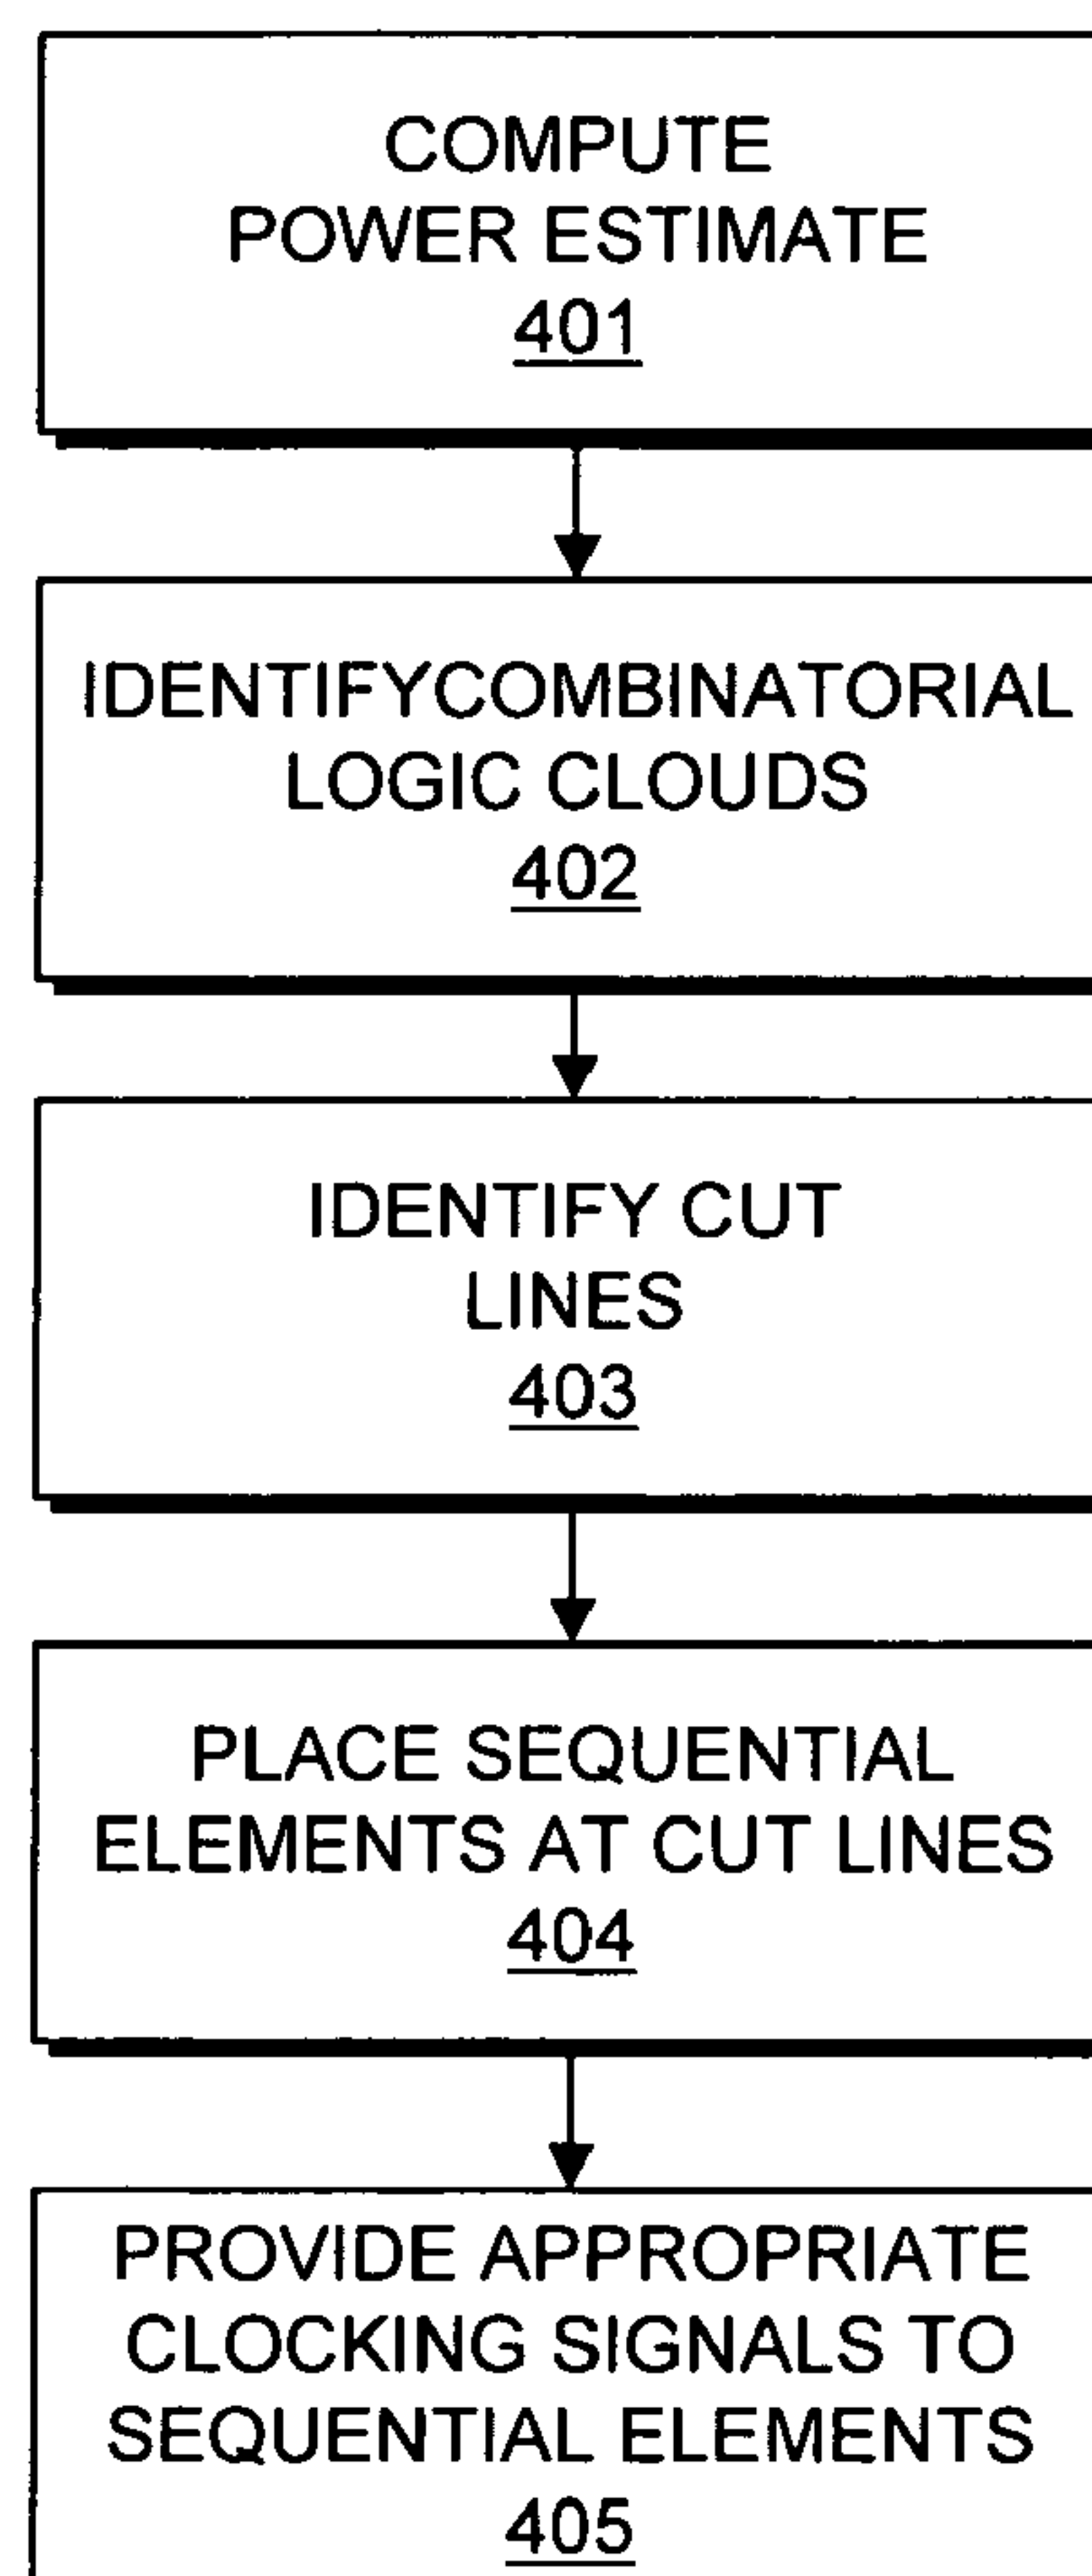 COMPUTE
POWER ESTIMATE
401
IDENTIFYCOMBINATORIAL
LOGIC CLOUDS
402
IDENTIFY CUT
LINES
403
PLACE SEQUENTIAL
ELEMENTS AT CUT LINES
404
PROVIDE APPROPRIATE
CLOCKING SIGNALS TO
SEQUENTIAL ELEMENTS
405